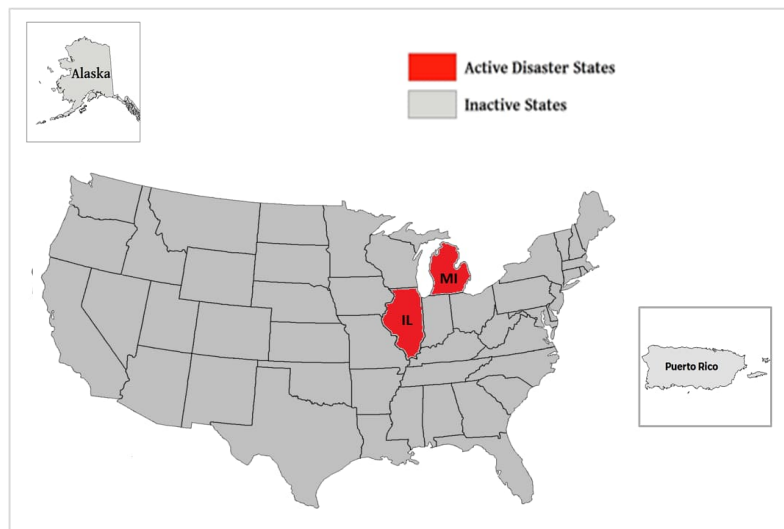 Alaska
Active Disaster States
Inactive States
MI
IL
Puerto Rico